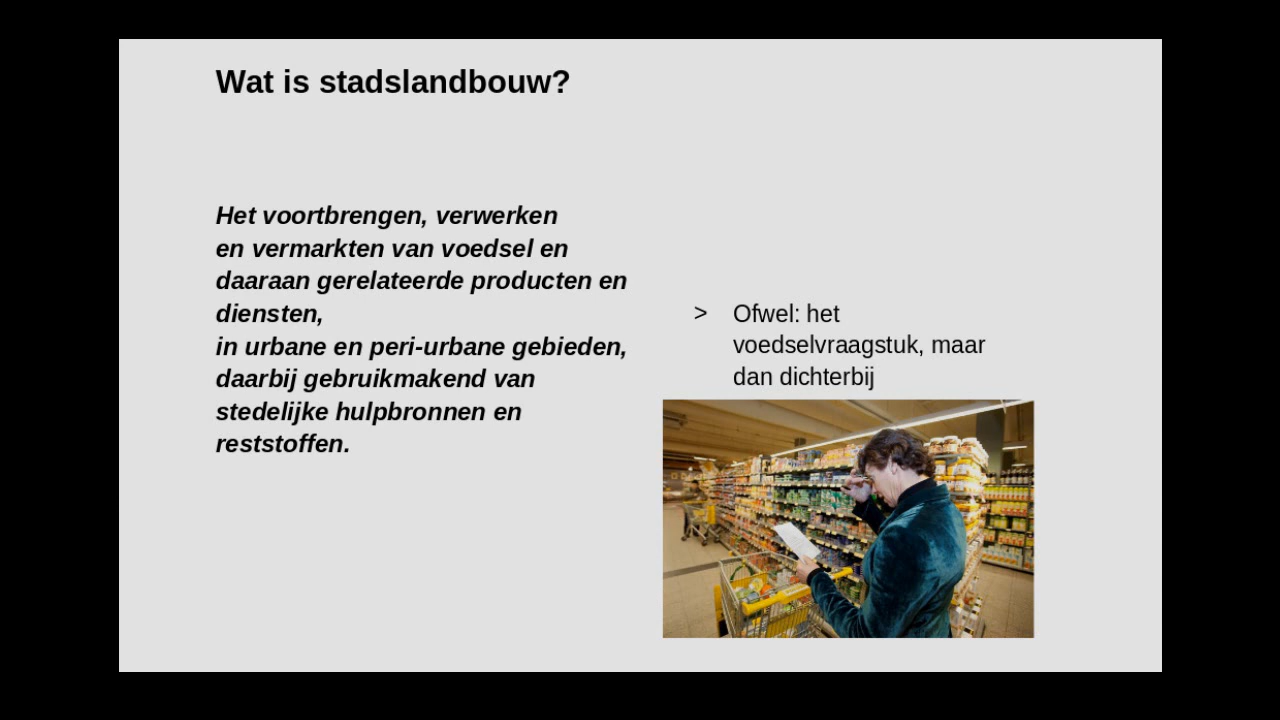 Wat is stadslandbouw?
Het voortbrengen, verwerken
en vermarkten van voedsel en
daaraan gerelateerde producten en
diensten,
in urbane en peri-urbane gebieden,
daarbij gebruikmakend van
stedelijke hulpbronnen en
reststoffen.
> Ofwel: het
voedselvraagstuk, maar
dan dichterbij